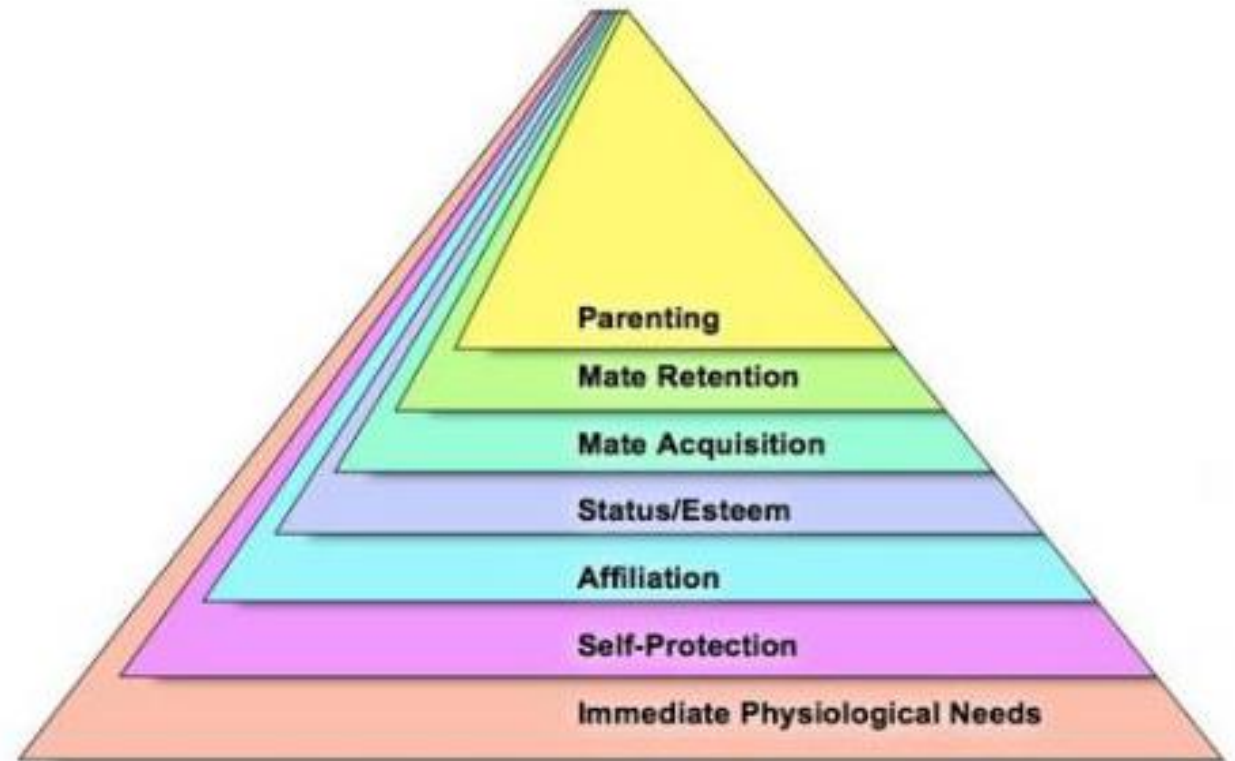 Parenting
Mate Retention
Mate Acquisition
Status/Esteem
Affiliation
Self-Protection
Immediate Physiological Needs